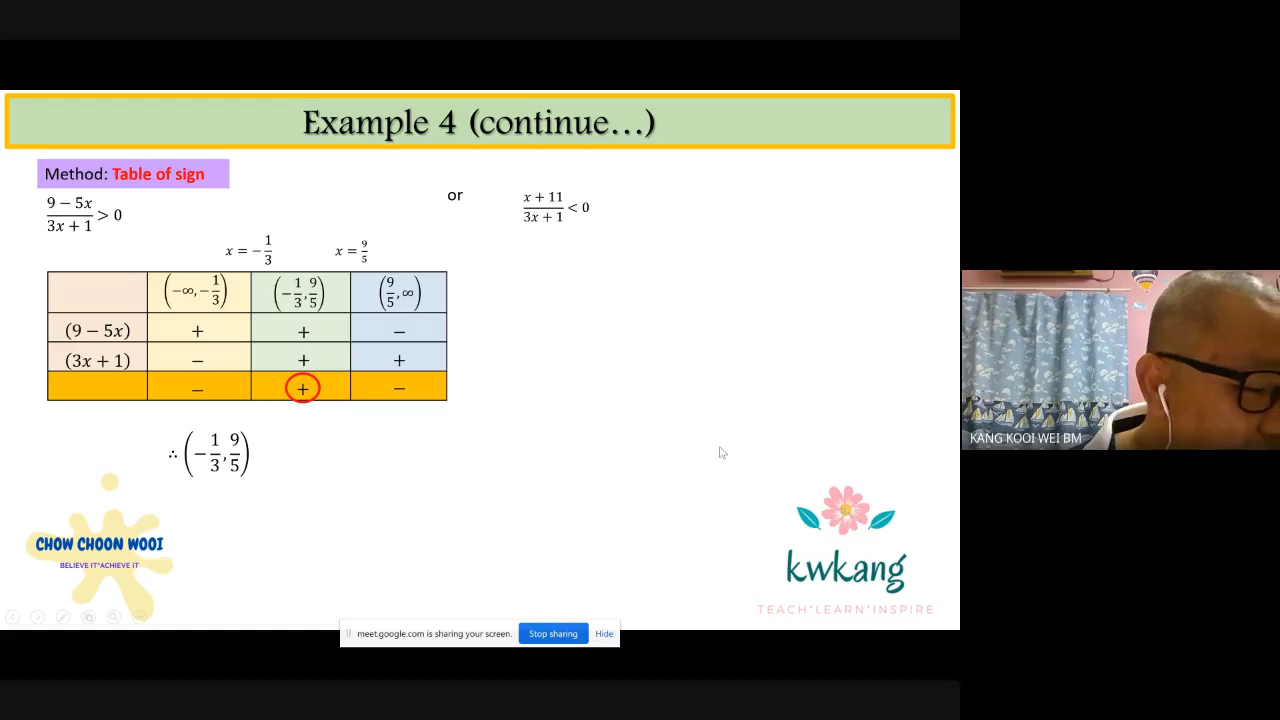 Example 4 (continue…)
Method: Table of sign
(9 − 5x)/(3x + 1) > 0
or
(x + 11)/(3x + 1) < 0
x = −1/3
x = 9/5
(−∞, −1/3) (−1/3, 9/5) (9/5, ∞)
(9 − 5x) + + −
(3x + 1) − + +
− + −
∴ (−1/3, 9/5)
CHOW CHOON WOOI
BELIEVE IT*ACHIEVE IT
kwkang
TEACH*LEARN*INSPIRE
meet.google.com is sharing your screen. Stop sharing Hide
KANG KOOI WEI BM